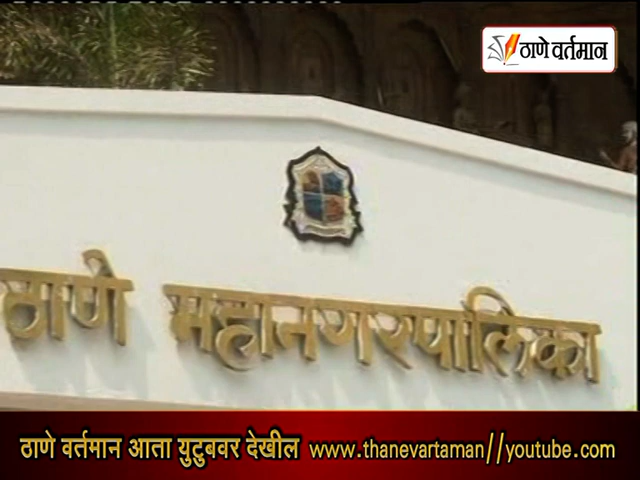 ठाणे वर्तमान
ठाणे महानगरपालिका
ठाणे वर्तमान आता युटुबवर देखील www.thanevartaman//youtube.com